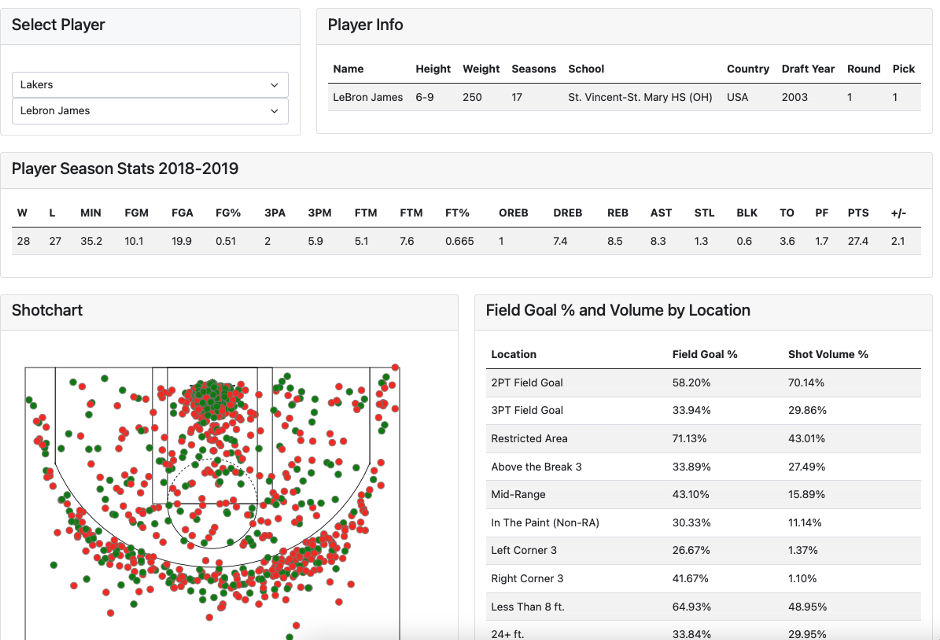 Select Player
Lakers
Lebron James
Player Info
Name Height Weight Seasons School Country Draft Year Round Pick
LeBron James 6-9 250 17 St. Vincent-St. Mary HS (OH) USA 2003 1 1
Player Season Stats 2018-2019
W L MIN FGM FGA FG% 3PA 3PM FTM FTM FT% OREB DREB REB AST STL BLK TO PF PTS +/-
28 27 35.2 10.1 19.9 0.51 2 5.9 5.1 7.6 0.665 1 7.4 8.5 8.3 1.3 0.6 3.6 1.7 27.4 2.1
Shotchart
Field Goal % and Volume by Location
Location Field Goal % Shot Volume %
2PT Field Goal 58.20% 70.14%
3PT Field Goal 33.94% 29.86%
Restricted Area 71.13% 43.01%
Above the Break 3 33.89% 27.49%
Mid-Range 43.10% 15.89%
In The Paint (Non-RA) 30.33% 11.14%
Left Corner 3 26.67% 1.37%
Right Corner 3 41.67% 1.10%
Less Than 8 ft. 64.93% 48.95%
24+ ft. 33.84% 29.95%